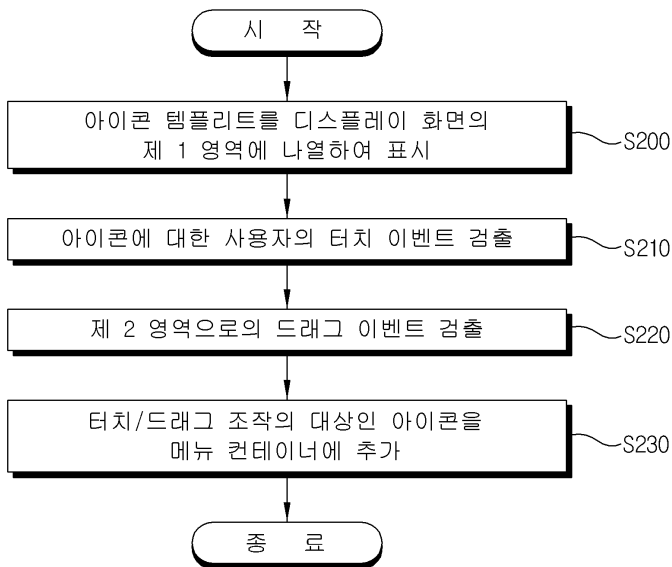 시 작
아이콘 템플리트를 디스플레이 화면의
제 1 영역에 나열하여 표시
S200
아이콘에 대한 사용자의 터치 이벤트 검출
S210
제 2 영역으로의 드래그 이벤트 검출
S220
터치/드래그 조작의 대상인 아이콘을
메뉴 컨테이너에 추가
S230
종 료